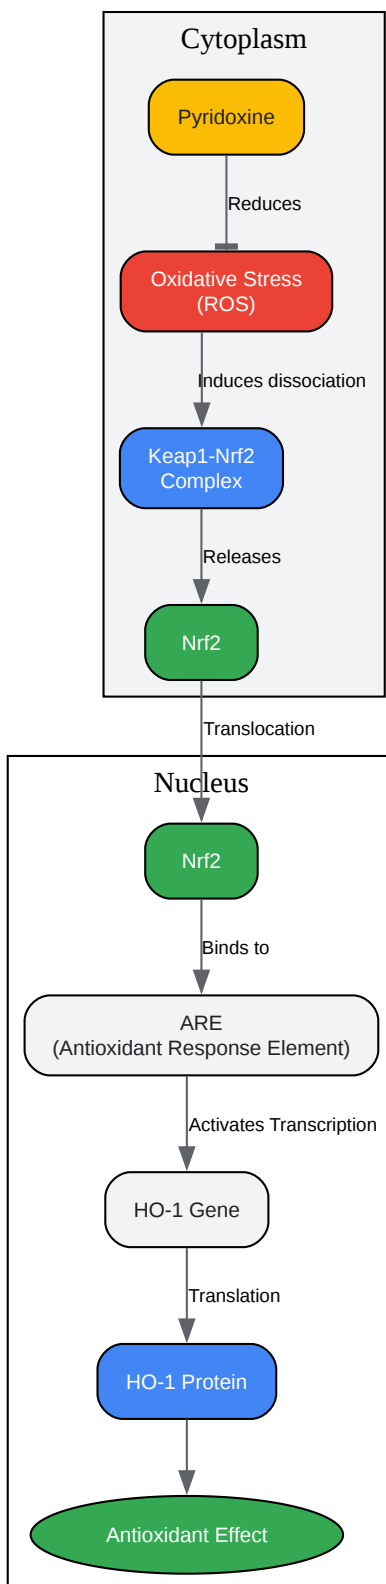 Cytoplasm
Pyridoxine
Reduces
Oxidative Stress
(ROS)
Induces dissociation
Keap1-Nrf2
Complex
Releases
Nrf2
Translocation
Nucleus
Nrf2
Binds to
ARE
(Antioxidant Response Element)
Activates Transcription
HO-1 Gene
Translation
HO-1 Protein
Antioxidant Effect